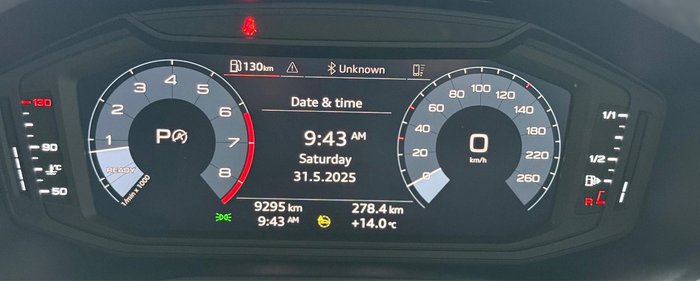 130km
Unknown
130
90
°C
50
1
2
3
4
5
6
7
8
P
READY
1/min x 1000
Date & time
9:43 AM
Saturday
31.5.2025
9295 km
278.4 km
9:43 AM
+14.0°C
0
20
40
60
80
100
120
140
180
220
260
0
km/h
1/1
1/2
R